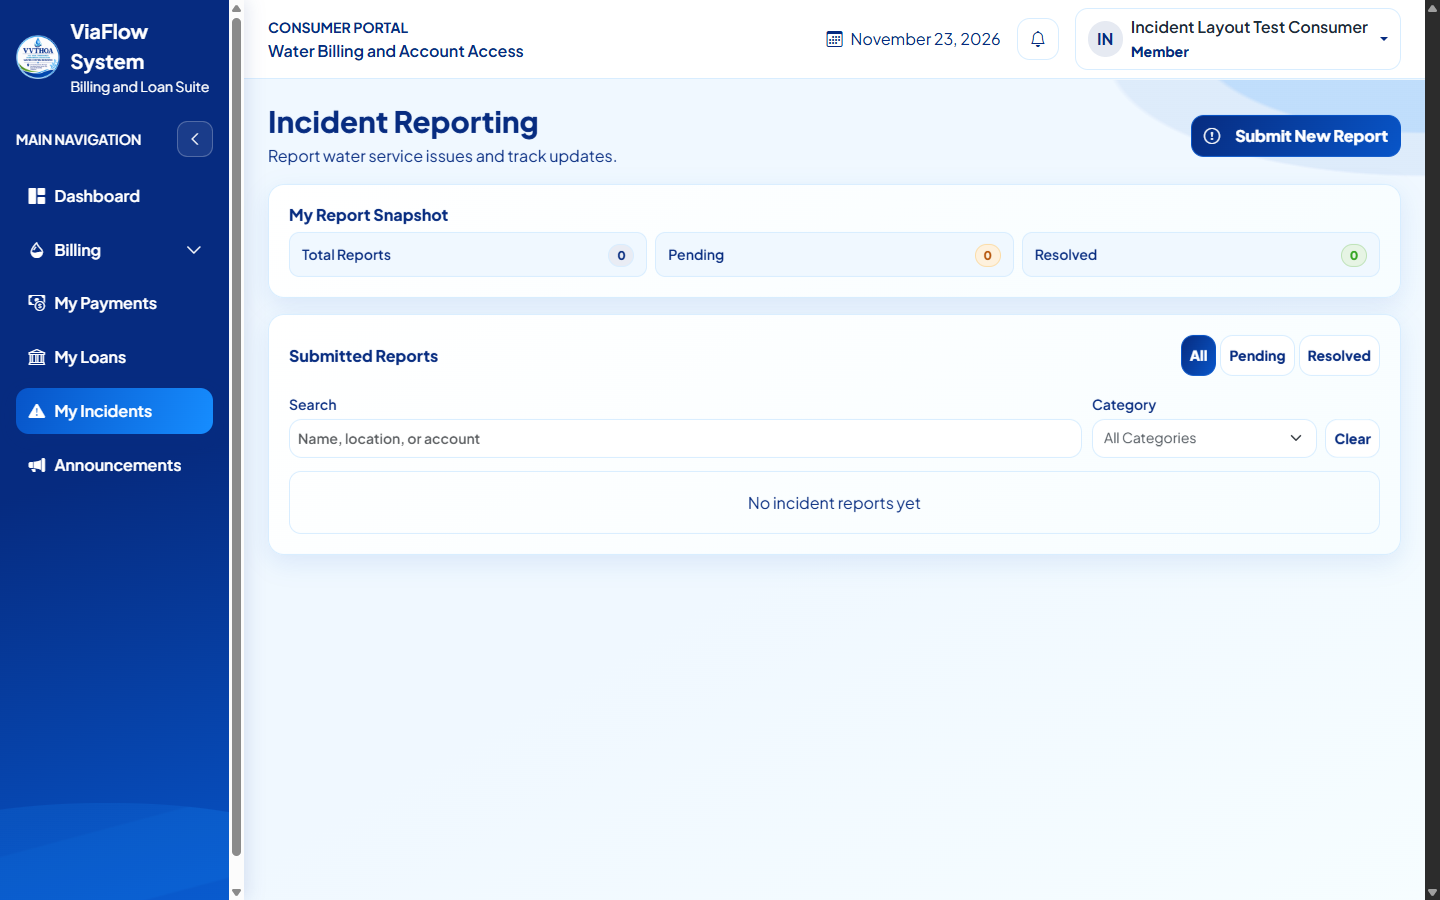 VVTHOA
ViaFlow
System
Billing and Loan Suite
MAIN NAVIGATION
Dashboard
Billing
My Payments
My Loans
My Incidents
Announcements
CONSUMER PORTAL
Water Billing and Account Access
November 23, 2026
IN
Incident Layout Test Consumer
Member
Incident Reporting
Report water service issues and track updates.
Submit New Report
My Report Snapshot
Total Reports 0
Pending 0
Resolved 0
Submitted Reports
All
Pending
Resolved
Search
Category
Name, location, or account
All Categories
Clear
No incident reports yet